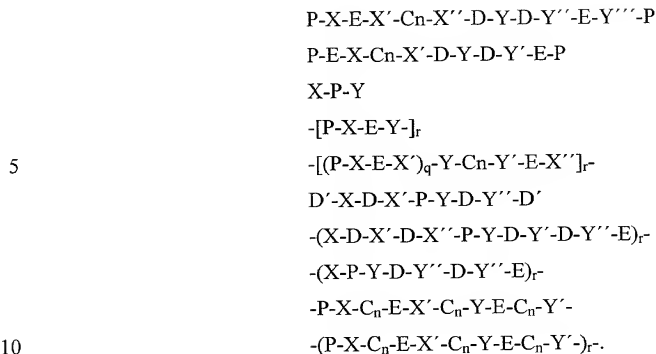 P-X-E-X´-Cn-X´´-D-Y-D-Y´´-E-Y´´´-P
P-E-X-Cn-X´-D-Y-D-Y´-E-P
X-P-Y
-[P-X-E-Y-]r
5 -[(P-X-E-X´)q-Y-Cn-Y´-E-X´´]r-
D´-X-D-X´-P-Y-D-Y´´-D´
-(X-D-X´-D-X´´-P-Y-D-Y´-D-Y´´-E)r-
-(X-P-Y-D-Y´´-D-Y´´-E)r-
-P-X-Cn-E-X´-Cn-Y-E-Cn-Y´-
10 -(P-X-Cn-E-X´-Cn-Y-E-Cn-Y´-)r-.